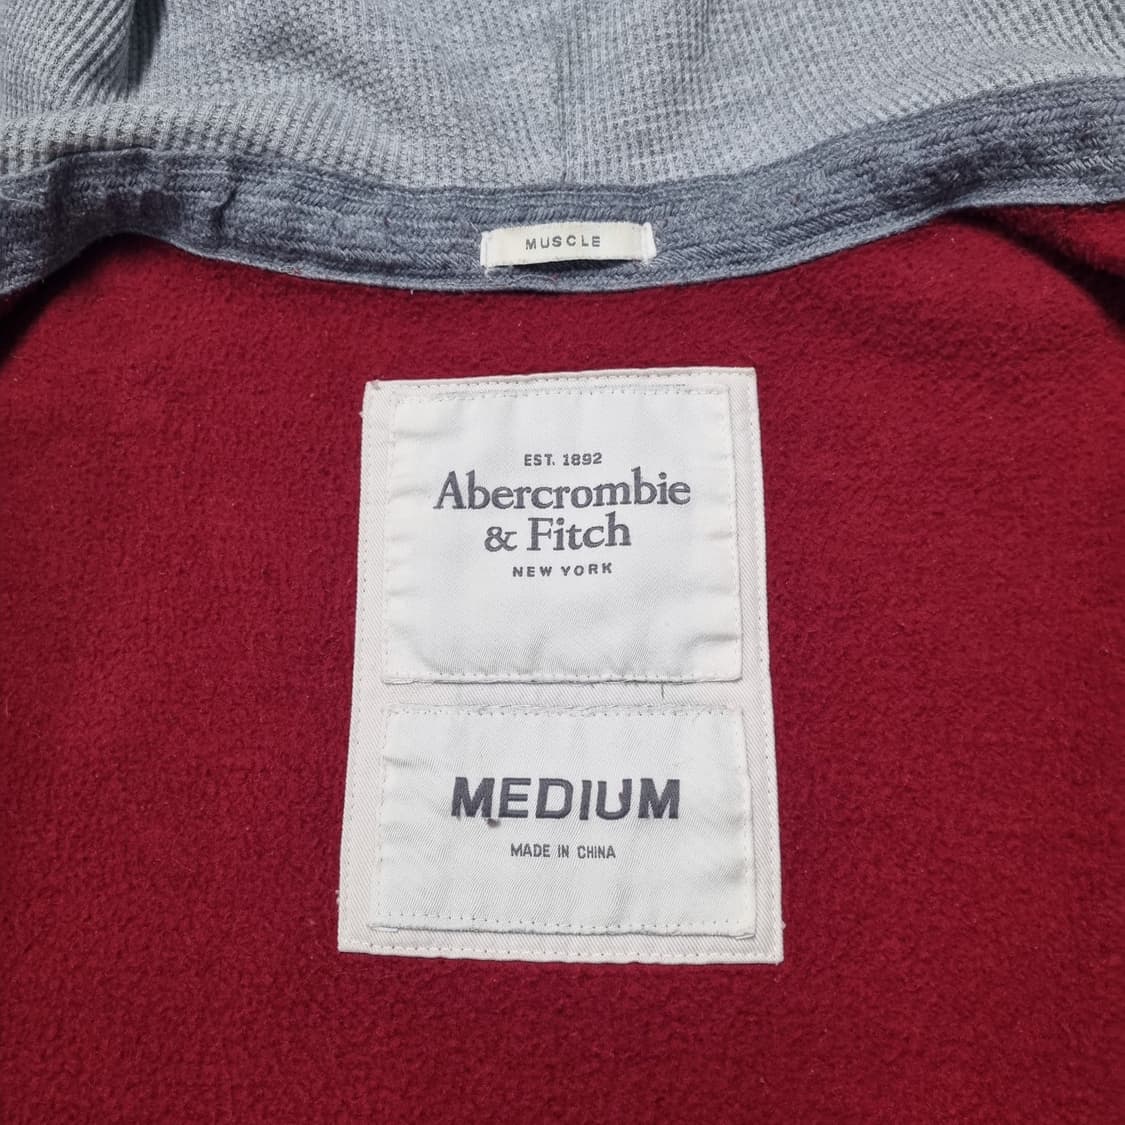 MUSCLE
EST. 1892
Abercrombie
& Fitch
NEW YORK
MEDIUM
MADE IN CHINA